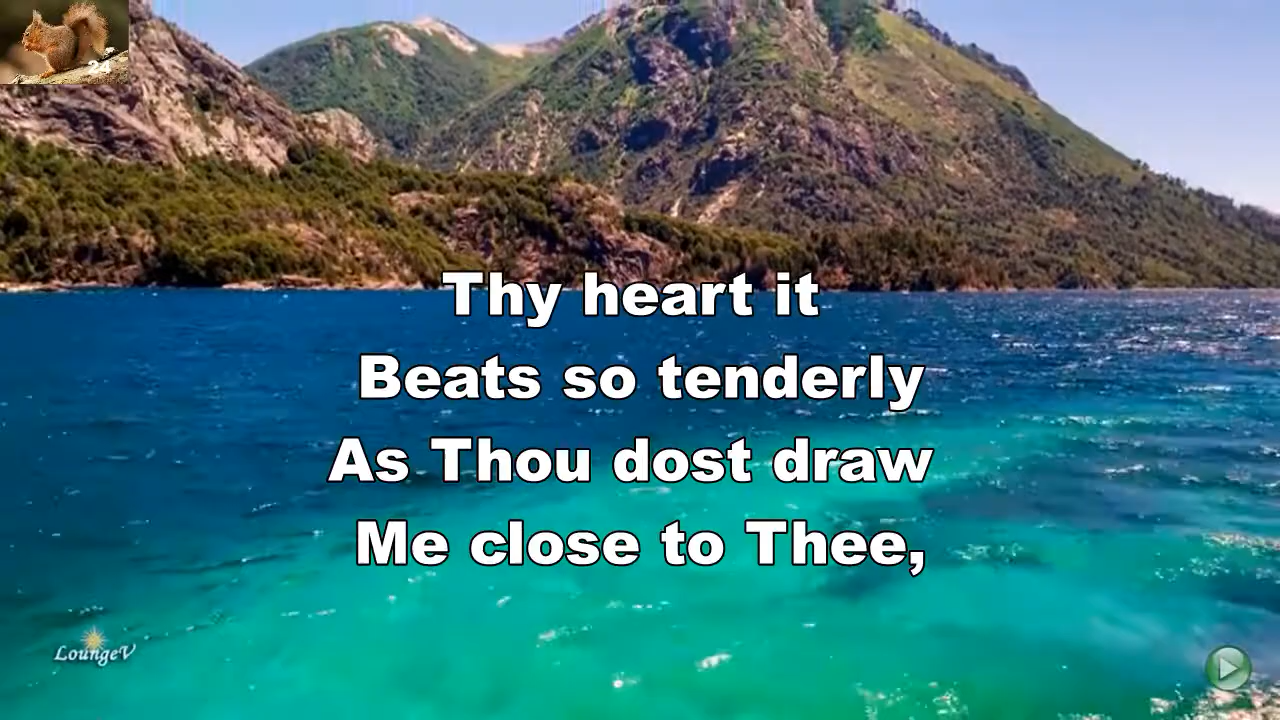 Thy heart it
Beats so tenderly
As Thou dost draw
Me close to Thee,
LoungeV